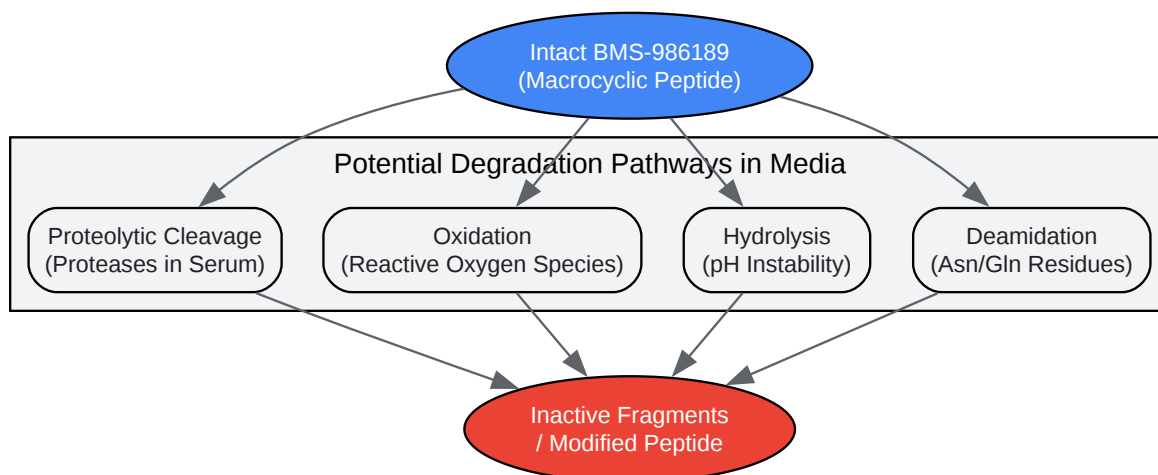 Intact BMS-986189
(Macrocyclic Peptide)
Potential Degradation Pathways in Media
Proteolytic Cleavage
(Proteases in Serum)
Oxidation
(Reactive Oxygen Species)
Hydrolysis
(pH Instability)
Deamidation
(Asn/Gln Residues)
Inactive Fragments
/ Modified Peptide